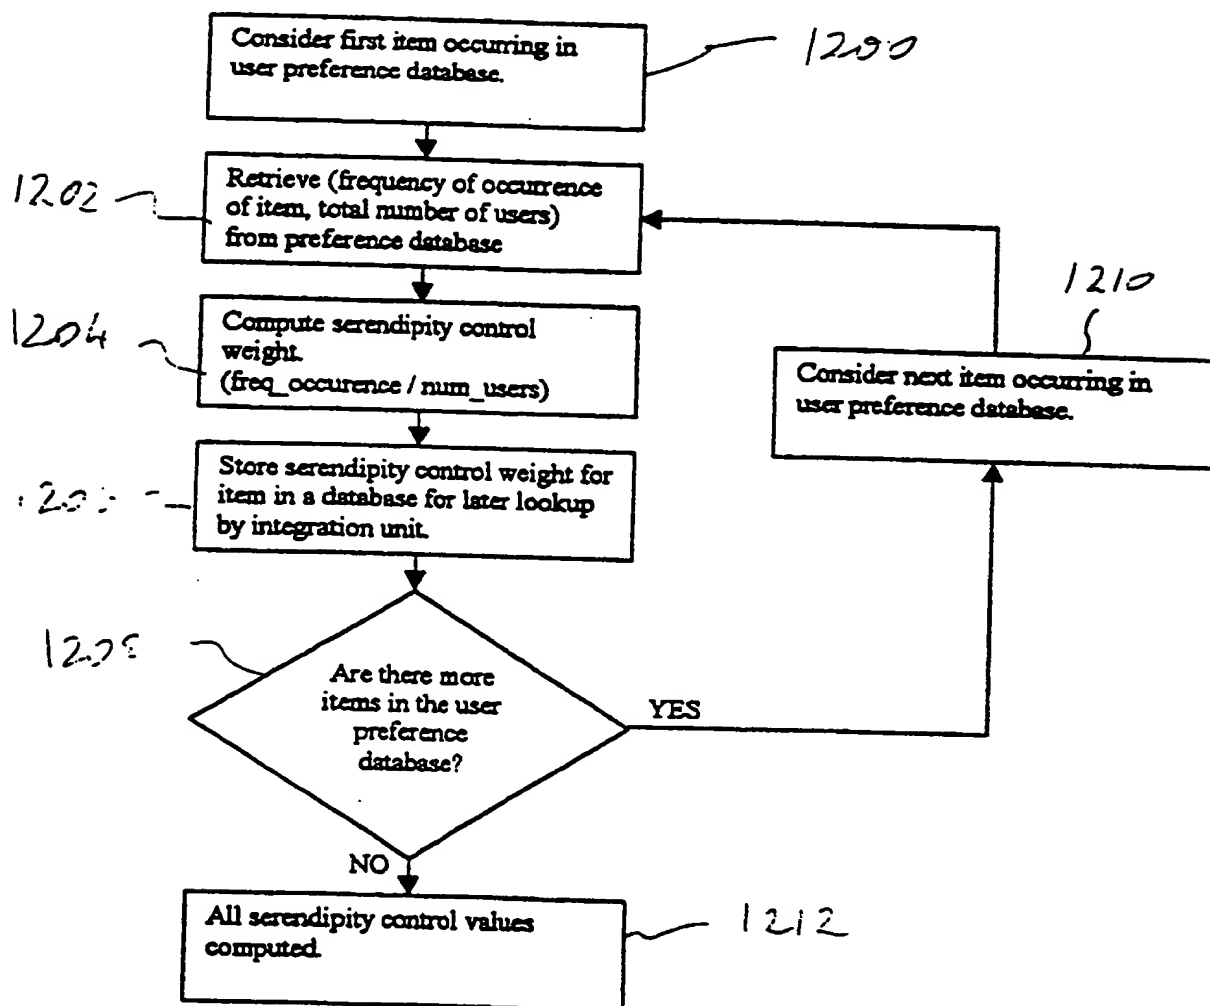 Consider first item occurring in
user preference database.
1200
Retrieve (frequency of occurrence
of item, total number of users)
from preference database
1202
Compute serendipity control
weight.
(freq_occurence / num_users)
1204
Consider next item occurring in
user preference database.
1210
Store serendipity control weight for
item in a database for later lookup
by integration unit.
Are there more
items in the user
preference
database?
YES
NO
All serendipity control values
computed.
1212